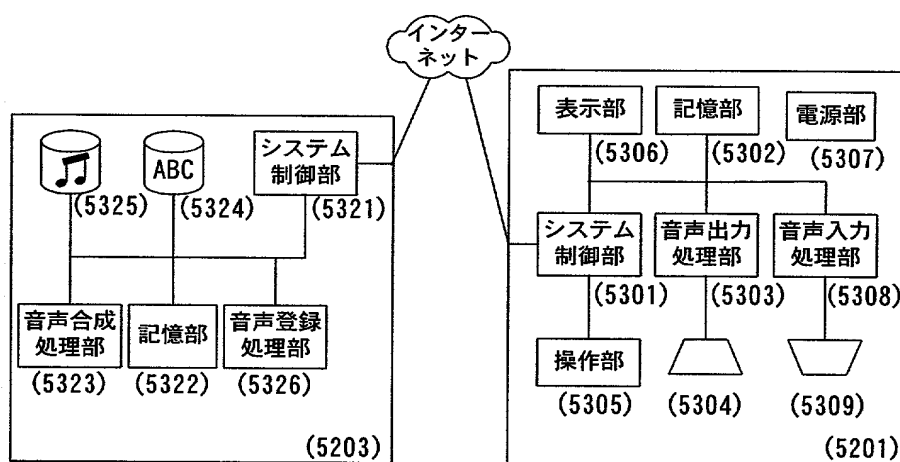 インター
ネット
ABC
(5325)
(5324)
システム
制御部
(5321)
音声合成
処理部
(5323)
記憶部
(5322)
音声登録
処理部
(5326)
(5203)
表示部
(5306)
記憶部
(5302)
電源部
(5307)
システム
制御部
(5301)
音声出力
処理部
(5303)
音声入力
処理部
(5308)
操作部
(5305)
(5304)
(5309)
(5201)